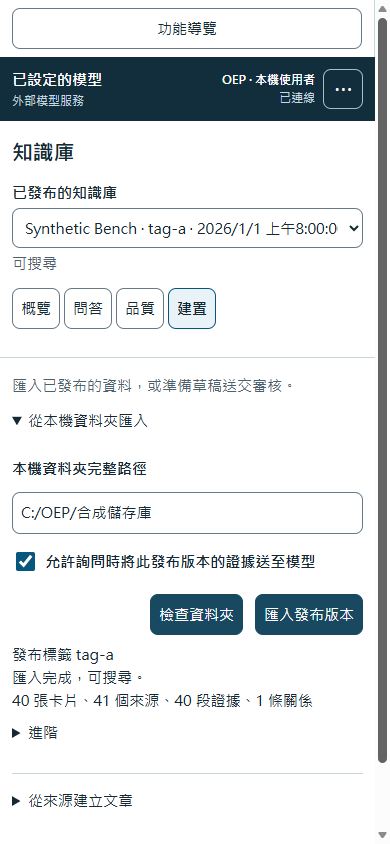 功能導覽
已設定的模型
外部模型服務
OEP · 本機使用者
已連線
...
知識庫
已發布的知識庫
Synthetic Bench · tag-a · 2026/1/1 上午8:00:0
可搜尋
概覽 問答 品質 建置
匯入已發布的資料，或準備草稿送交審核。
▼ 從本機資料夾匯入
本機資料夾完整路徑
C:/OEP/合成儲存庫
允許詢問時將此發布版本的證據送至模型
檢查資料夾 匯入發布版本
發布標籤 tag-a
匯入完成，可搜尋。
40 張卡片、41 個來源、40 段證據、1 條關係
▶ 進階
▶ 從來源建立文章